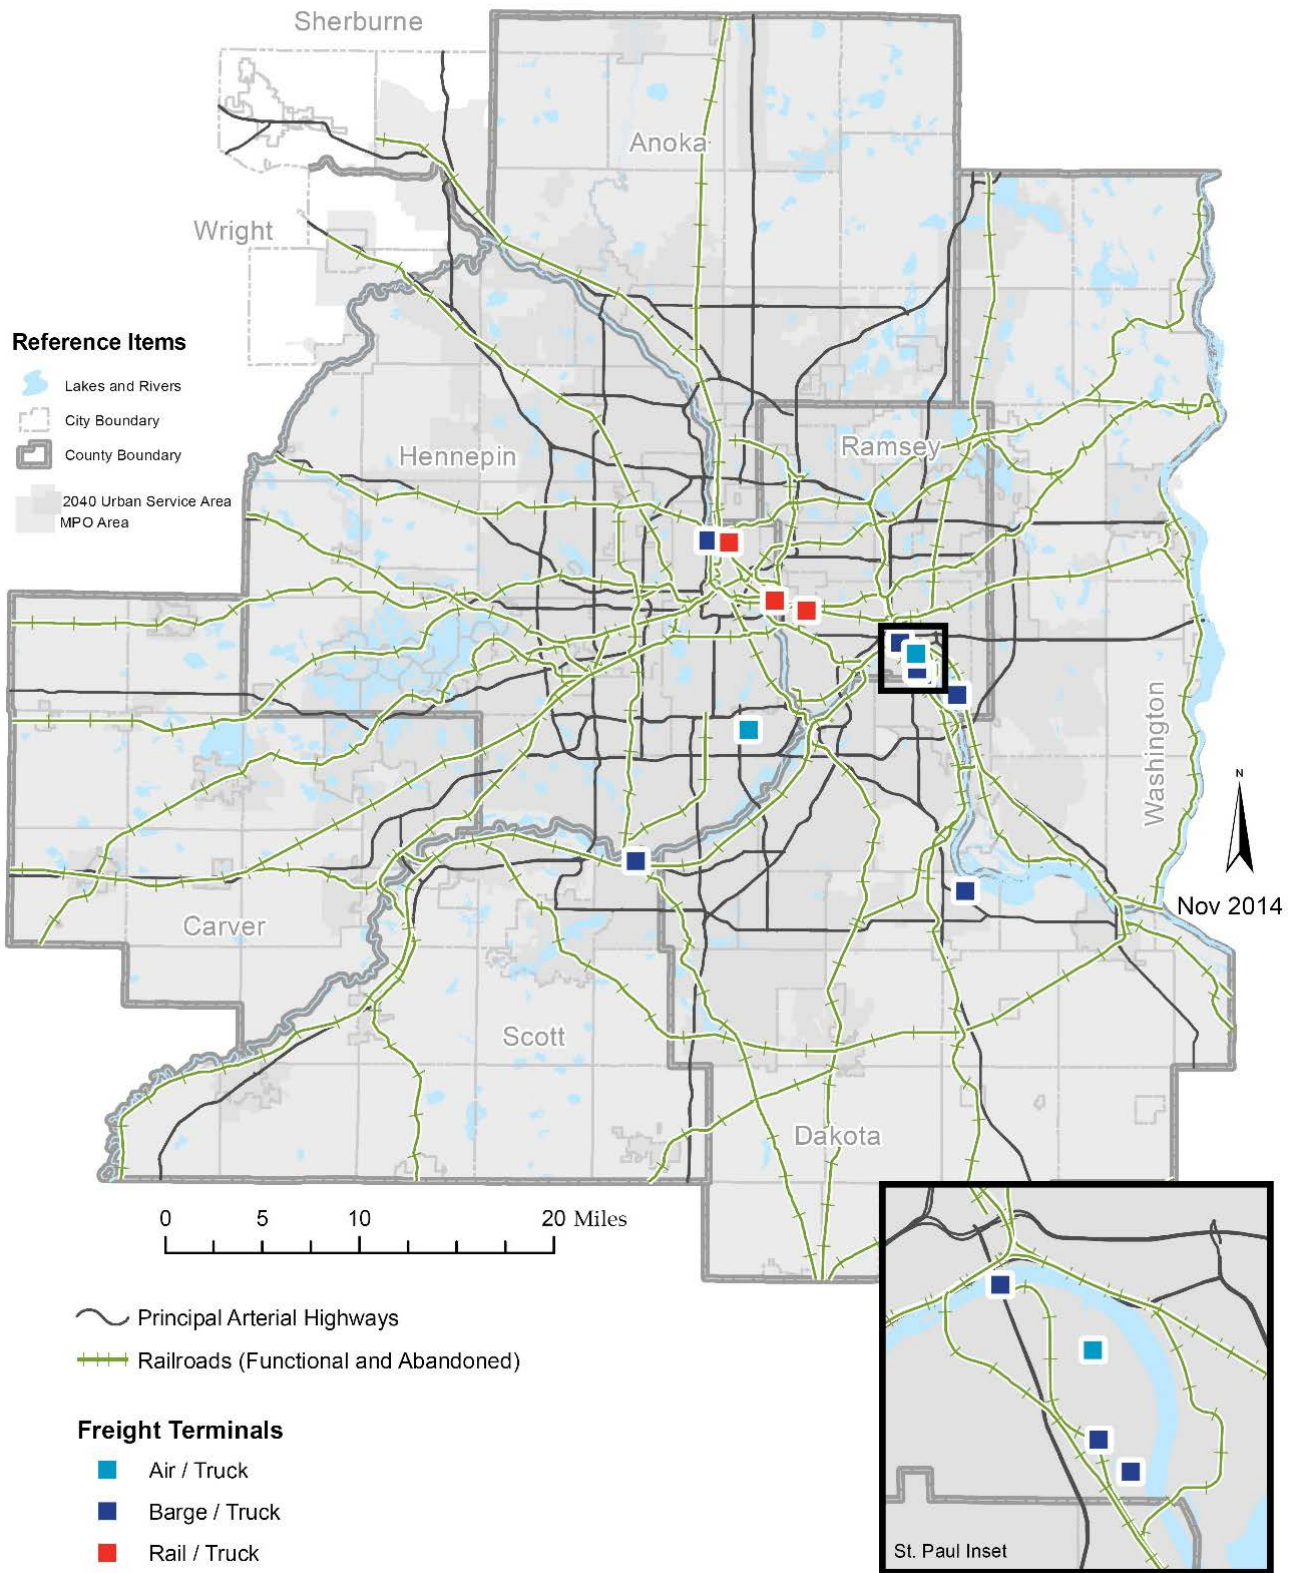 Sherburne
Anoka
Wright
Reference Items
Lakes and Rivers
City Boundary
County Boundary
2040 Urban Service Area
MPO Area
Hennepin
Ramsey
Washington
N
Nov 2014
Carver
Scott
Dakota
0 5 10 20 Miles
Principal Arterial Highways
Railroads (Functional and Abandoned)
Freight Terminals
Air / Truck
Barge / Truck
Rail / Truck
St. Paul Inset